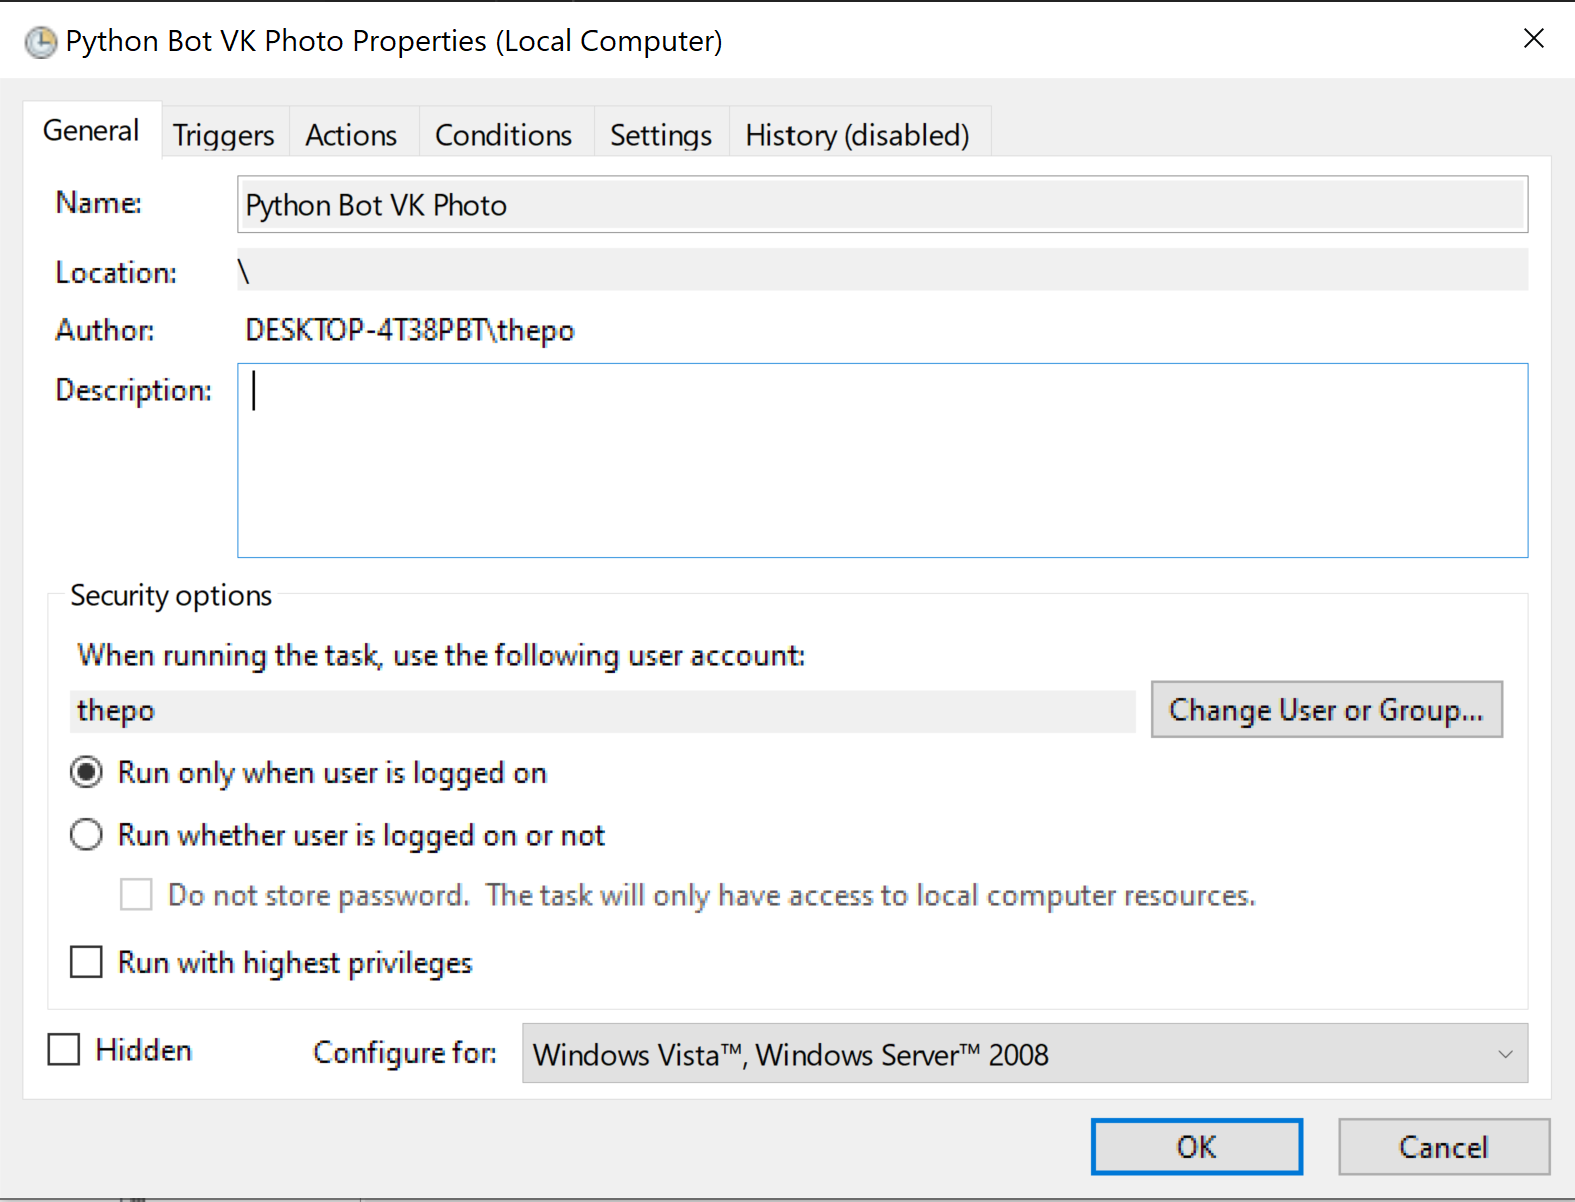 Python Bot VK Photo Properties (Local Computer)
General Triggers Actions Conditions Settings History (disabled)
Name: Python Bot VK Photo
Location: \
Author: DESKTOP-4T38PBT\thepo
Description:
Security options
When running the task, use the following user account:
thepo Change User or Group...
Run only when user is logged on
Run whether user is logged on or not
Do not store password.  The task will only have access to local computer resources.
Run with highest privileges
Hidden Configure for: Windows Vista™, Windows Server™ 2008
OK Cancel